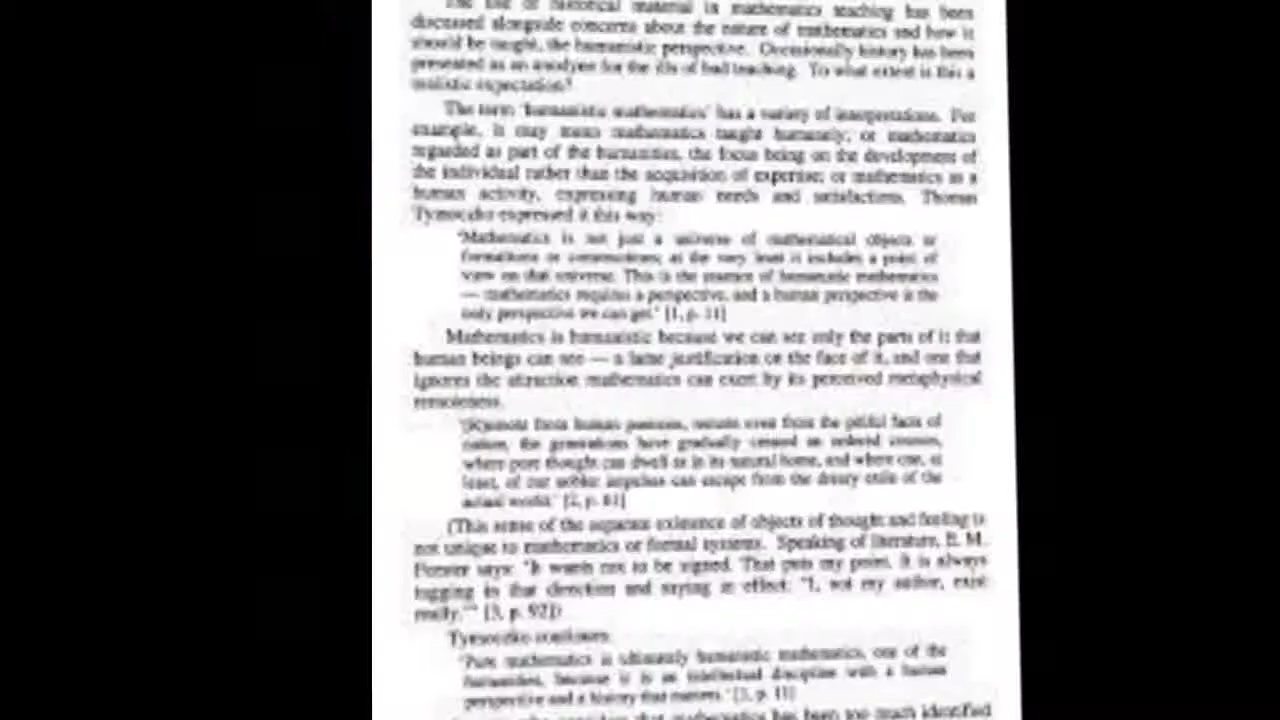 The use of historical material in mathematics teaching has been
discussed alongside concerns about the nature of mathematics and how it
should be taught, the humanistic perspective. Occasionally history has been
presented as an anodyne for the ills of bad teaching. To what extent is this a
realistic expectation?
The term 'humanistic mathematics' has a variety of interpretations. For
example, it may mean mathematics taught humanely, or mathematics
regarded as part of the humanities, the focus being on the development of
the individual rather than the acquisition of expertise; or mathematics as a
human activity, expressing human needs and satisfactions. Thomas
Tymoczko expressed it this way:
'Mathematics is not just a universe of mathematical objects or
formalisms or constructions; at the very least it includes a point of
view on that universe. This is the essence of humanistic mathematics
— mathematics requires a perspective, and a human perspective is the
only perspective we can get.' [1, p. 11]
Mathematics is humanistic because we can see only the parts of it that
human beings can see — a lame justification on the face of it, and one that
ignores the attraction mathematics can exert by its perceived metaphysical
remoteness.
'[R]emote from human passions, remote even from the pitiful facts of
nature, the generations have gradually created an ordered cosmos,
where pure thought can dwell as in its natural home, and where one, at
least, of our nobler impulses can escape from the dreary exile of the
actual world.' [2, p. 61]
(This sense of the separate existence of objects of thought and feeling is
not unique to mathematics or formal systems. Speaking of literature, E. M.
Forster says: "It wants not to be signed. That puts my point. It is always
tugging in that direction and saying in effect: "I, not my author, exist
really."" [3, p. 92])
Tymoczko continues:
'Pure mathematics is ultimately humanistic mathematics, one of the
humanities, because it is an intellectual discipline with a human
perspective and a history that matters.' [1, p. 11]
that mathematics has been too much identified